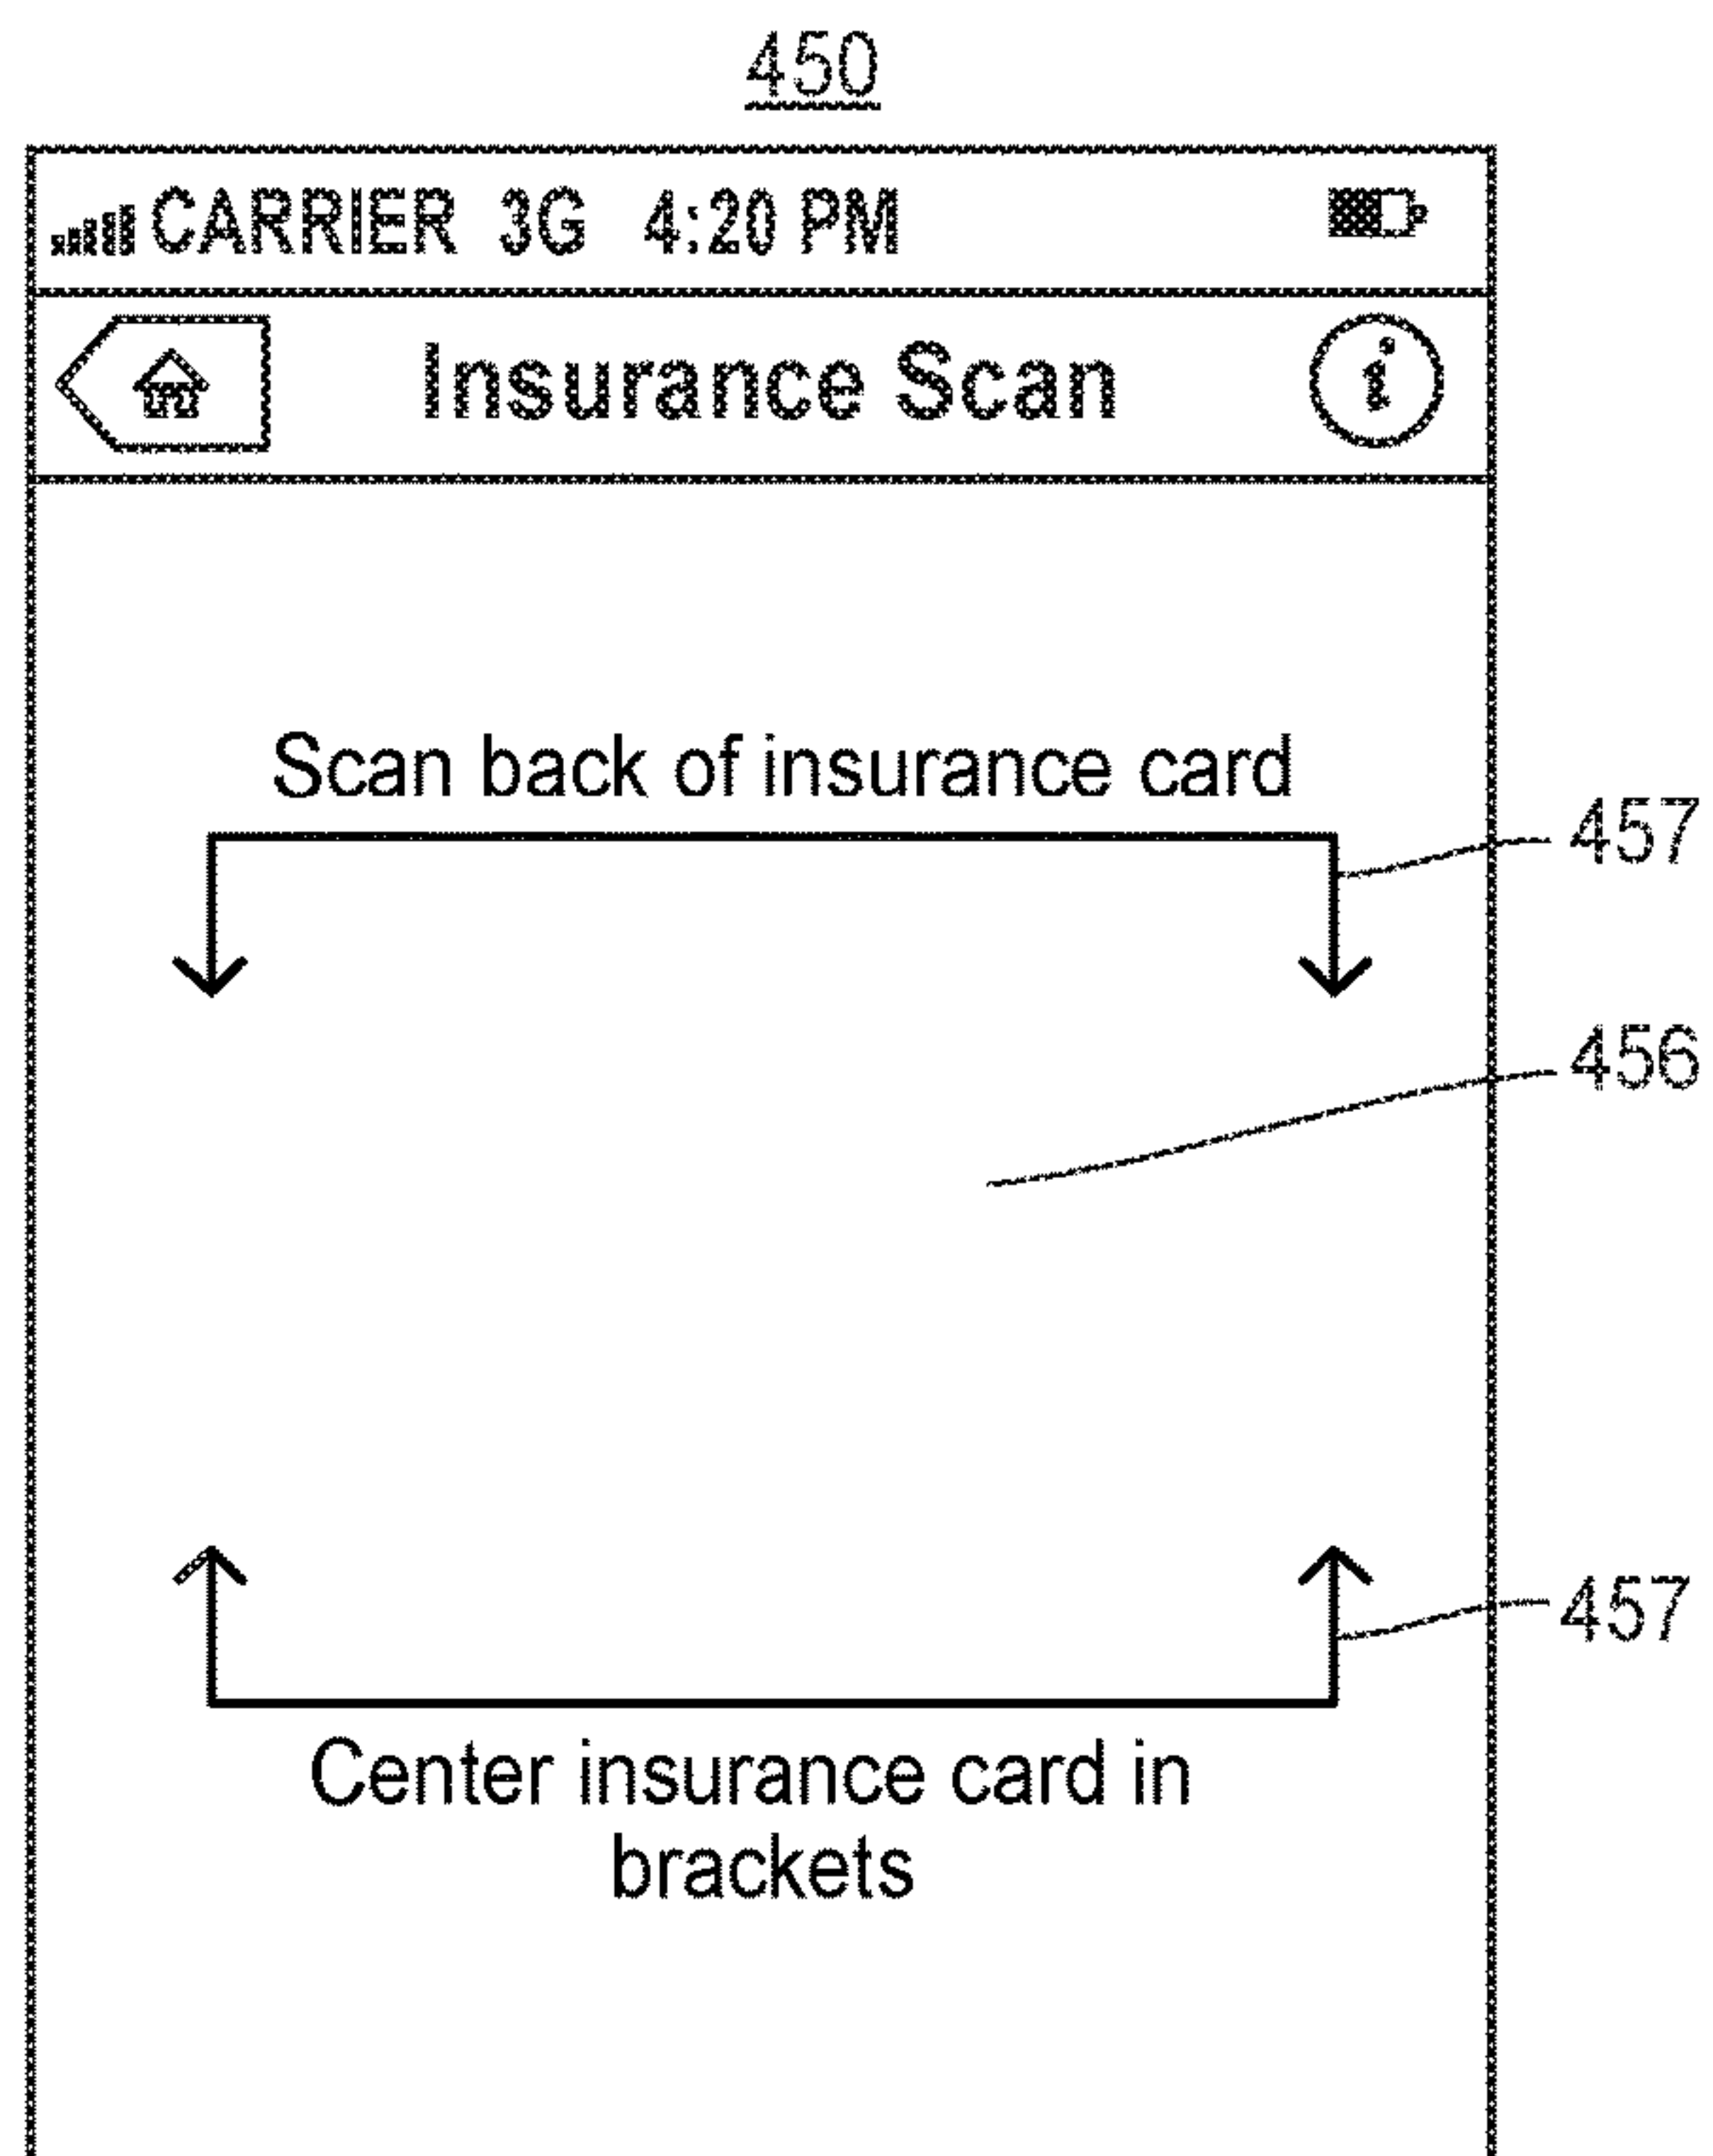 450
CARRIER 3G 4:20 PM
Insurance Scan
i
Scan back of insurance card
457
456
457
Center insurance card in
brackets